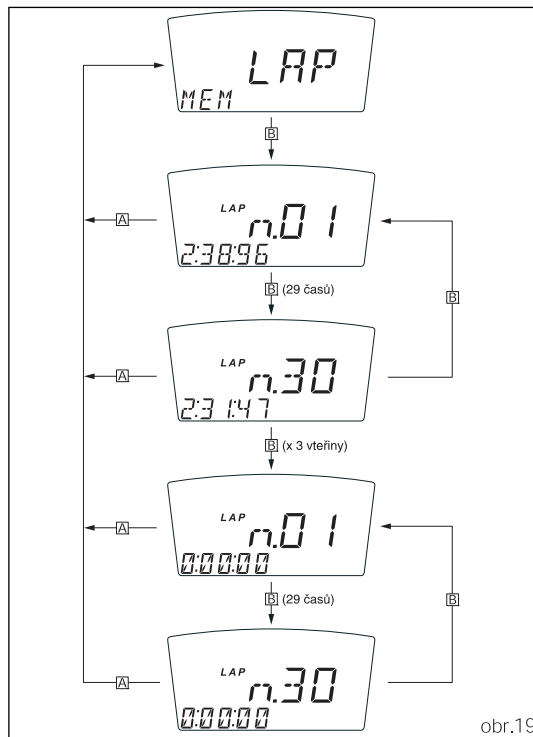 LAP
MEM
B
LAP n.01
A
2:38:96
B (29 časů)
B
LAP n.30
A
2:31:47
B (x 3 vteřiny)
LAP n.01
A
0:00:00
B (29 časů)
B
LAP n.30
A
0:00:00
obr.19